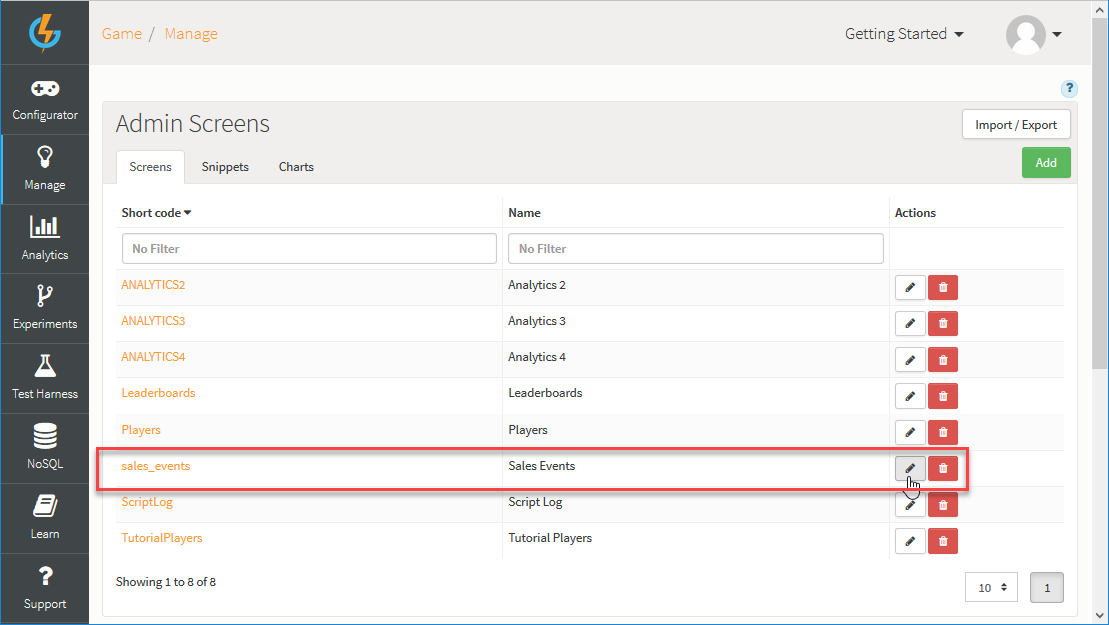 Game / Manage
Getting Started
Configurator
Manage
Analytics
Experiments
Test Harness
NoSQL
Learn
?
Support
?
Admin Screens
Import / Export
Screens Snippets Charts
Add
Short code Name Actions
No Filter No Filter
ANALYTICS2 Analytics 2
ANALYTICS3 Analytics 3
ANALYTICS4 Analytics 4
Leaderboards Leaderboards
Players Players
sales_events Sales Events
ScriptLog Script Log
TutorialPlayers Tutorial Players
Showing 1 to 8 of 8
10 1